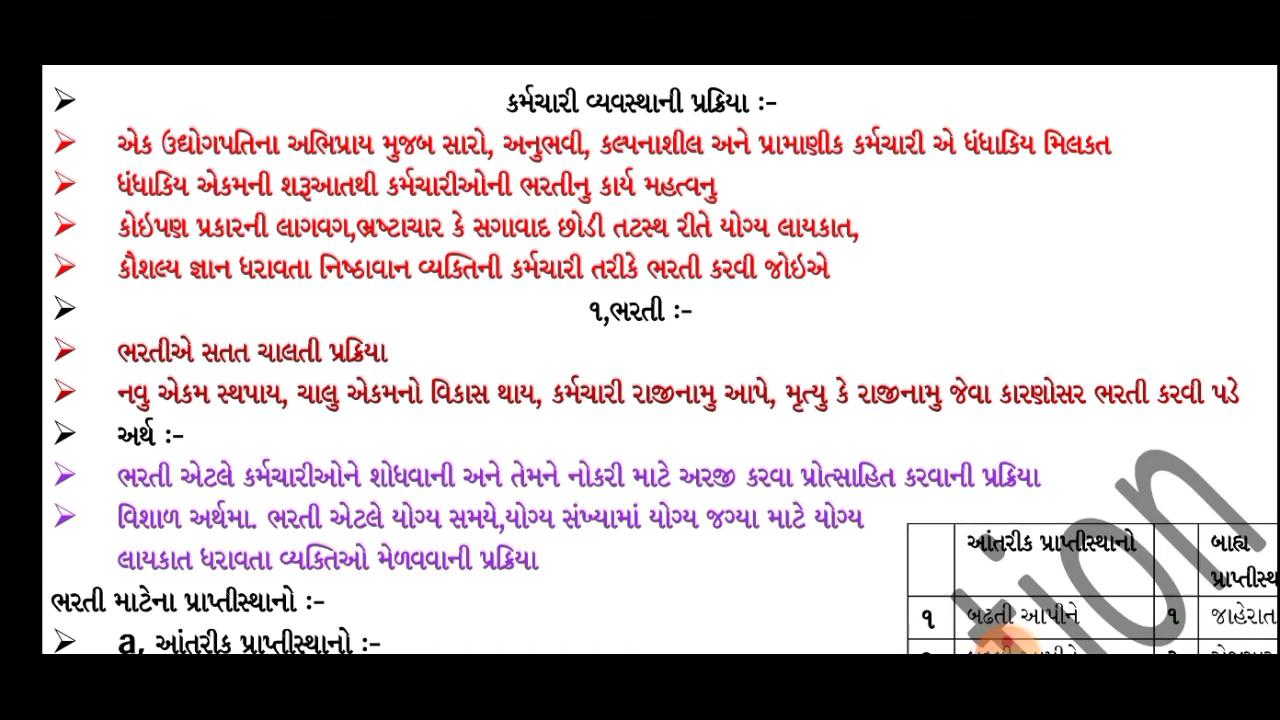 કર્મચારી વ્યવસ્થાની પ્રક્રિયા :-
એક ઉદ્યોગપતિના અભિપ્રાય મુજબ સારો, અનુભવી, કલ્પનાશીલ અને પ્રામાણીક કર્મચારી એ ધંધાકિય મિલકત
ધંધાકિય એકમની શરૂઆતથી કર્મચારીઓની ભરતીનુ કાર્ય મહત્વનુ
કોઇપણ પ્રકારની લાગવગ,ભ્રષ્ટાચાર કે સગાવાદ છોડી તટસ્થ રીતે યોગ્ય લાયકાત,
કૌશલ્ય જ્ઞાન ધરાવતા નિષ્ઠાવાન વ્યક્તિની કર્મચારી તરીકે ભરતી કરવી જોઇએ
૧,ભરતી :-
ભરતીએ સતત ચાલતી પ્રક્રિયા
નવુ એકમ સ્થપાય, ચાલુ એકમનો વિકાસ થાય, કર્મચારી રાજીનામુ આપે, મૃત્યુ કે રાજીનામુ જેવા કારણોસર ભરતી કરવી પડે
અર્થ :-
ભરતી એટલે કર્મચારીઓને શોધવાની અને તેમને નોકરી માટે અરજી કરવા પ્રોત્સાહિત કરવાની પ્રક્રિયા
વિશાળ અર્થમા. ભરતી એટલે યોગ્ય સમયે,યોગ્ય સંખ્યામાં યોગ્ય જગ્યા માટે યોગ્ય
લાયકાત ધરાવતા વ્યક્તિઓ મેળવવાની પ્રક્રિયા
ભરતી માટેના પ્રાપ્તીસ્થાનો :-
a, આંતરીક પ્રાપ્તીસ્થાનો :-
આંતરીક પ્રાપ્તીસ્થાનો બાહ્ય
પ્રાપ્તીસ્થ
૧ બઢતી આપીને ૧ જાહેરાત
tion